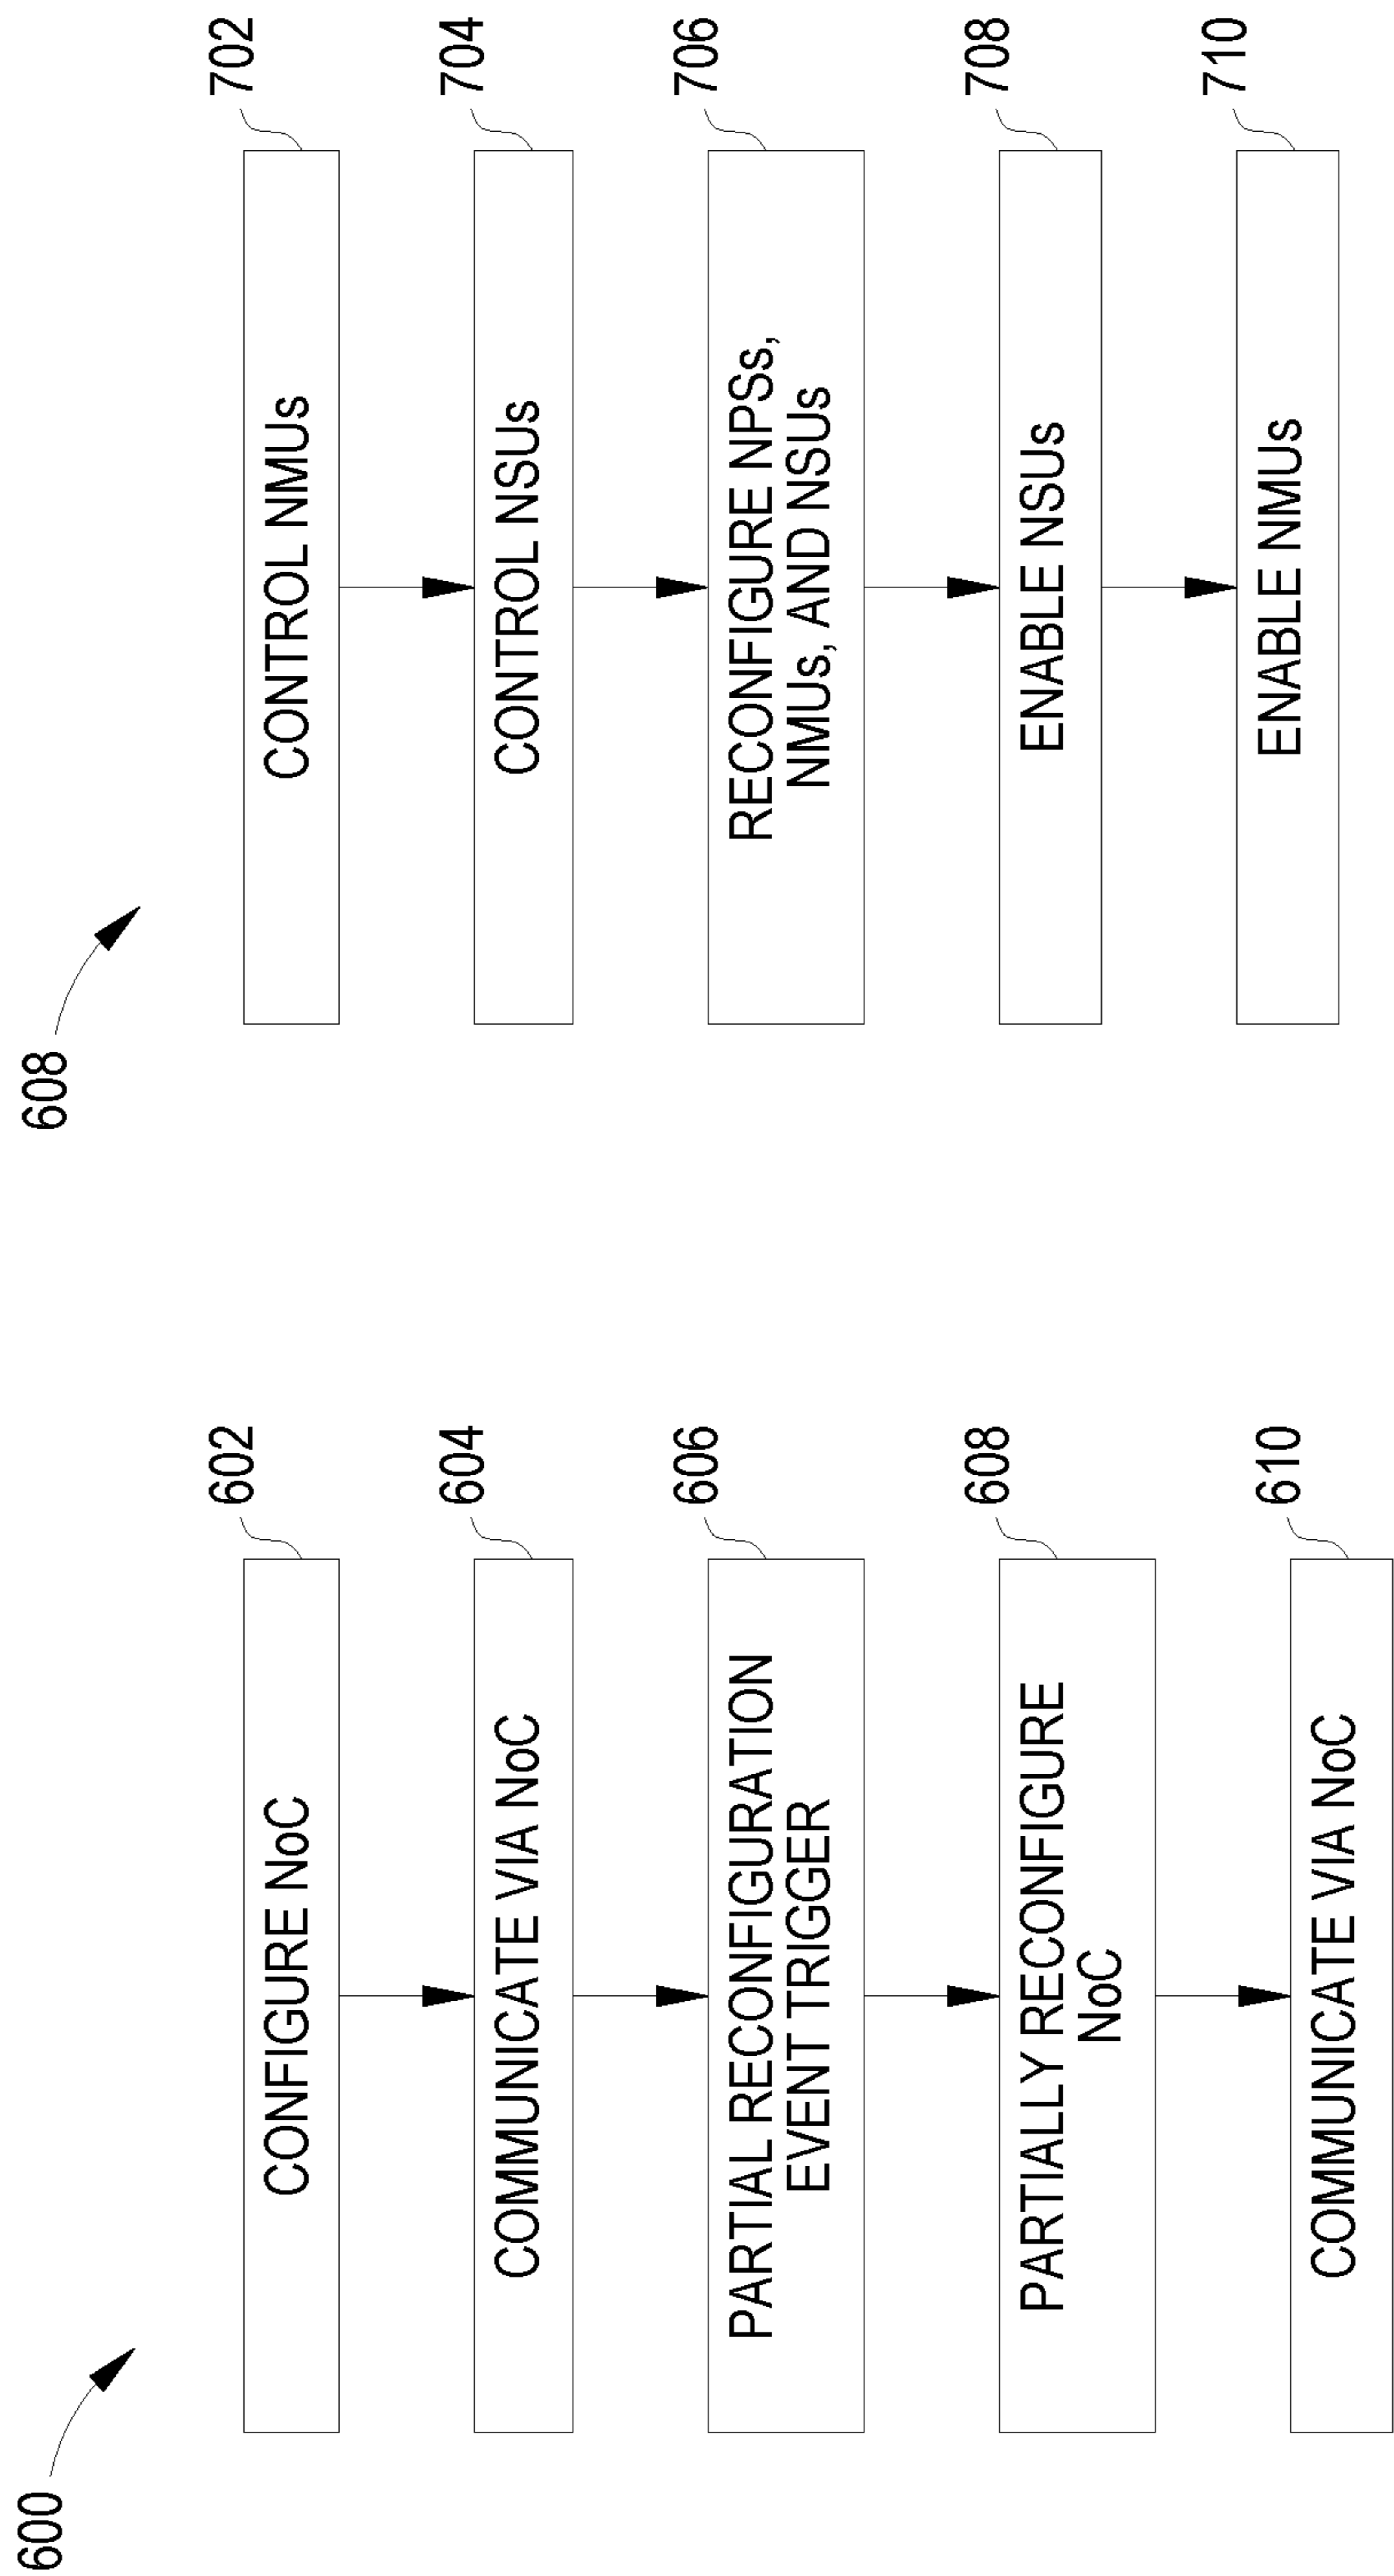 600
CONFIGURE NoC
602
COMMUNICATE VIA NoC
604
PARTIAL RECONFIGURATION
EVENT TRIGGER
606
PARTIALLY RECONFIGURE
NoC
608
COMMUNICATE VIA NoC
610
608
CONTROL NMUs
702
CONTROL NSUs
704
RECONFIGURE NPSs,
NMUs, AND NSUs
706
ENABLE NSUs
708
ENABLE NMUs
710